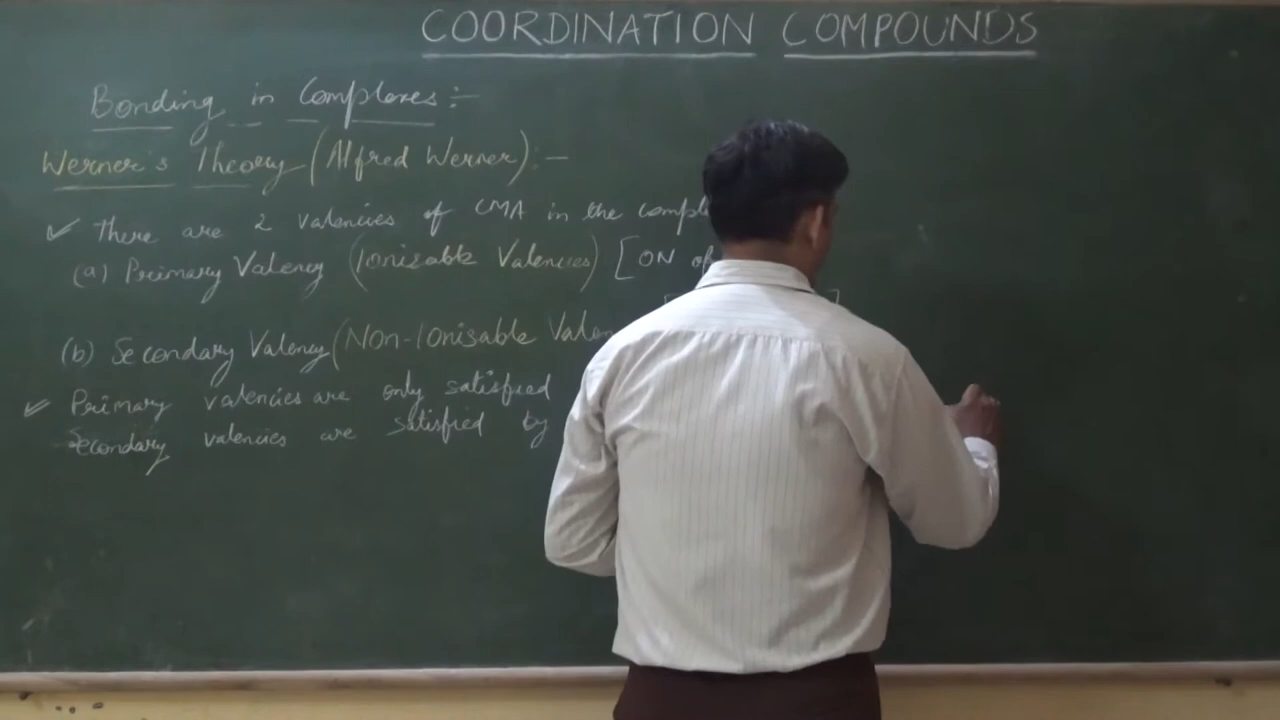 COORDINATION COMPOUNDS
Bonding in Complexes:-
Werner's Theory (Alfred Werner):-
✓ There are 2 valencies of CMA in the compl
(a) Primary Valency (Ionisable Valencies) [ON of
]
(b) Secondary Valency (Non-Ionisable Valen
✓ Primary valencies are only satisfied
Secondary valencies are satisfied by